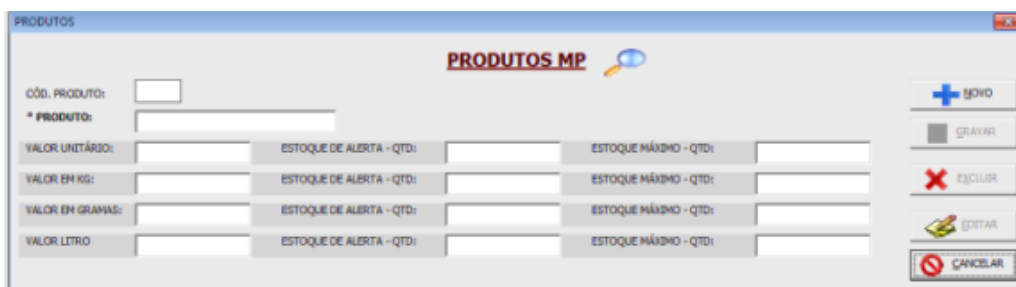 PRODUTOS
PRODUTOS MP
CÓD. PRODUTO:
* PRODUTO:
VALOR UNITÁRIO: ESTOQUE DE ALERTA - QTD: ESTOQUE MÁXIMO - QTD:
VALOR EM KG: ESTOQUE DE ALERTA - QTD: ESTOQUE MÁXIMO - QTD:
VALOR EM GRAMAS: ESTOQUE DE ALERTA - QTD: ESTOQUE MÁXIMO - QTD:
VALOR LITRO ESTOQUE DE ALERTA - QTD: ESTOQUE MÁXIMO - QTD:
NOVO
GRAVAR
EXCLUIR
EDITAR
CANCELAR